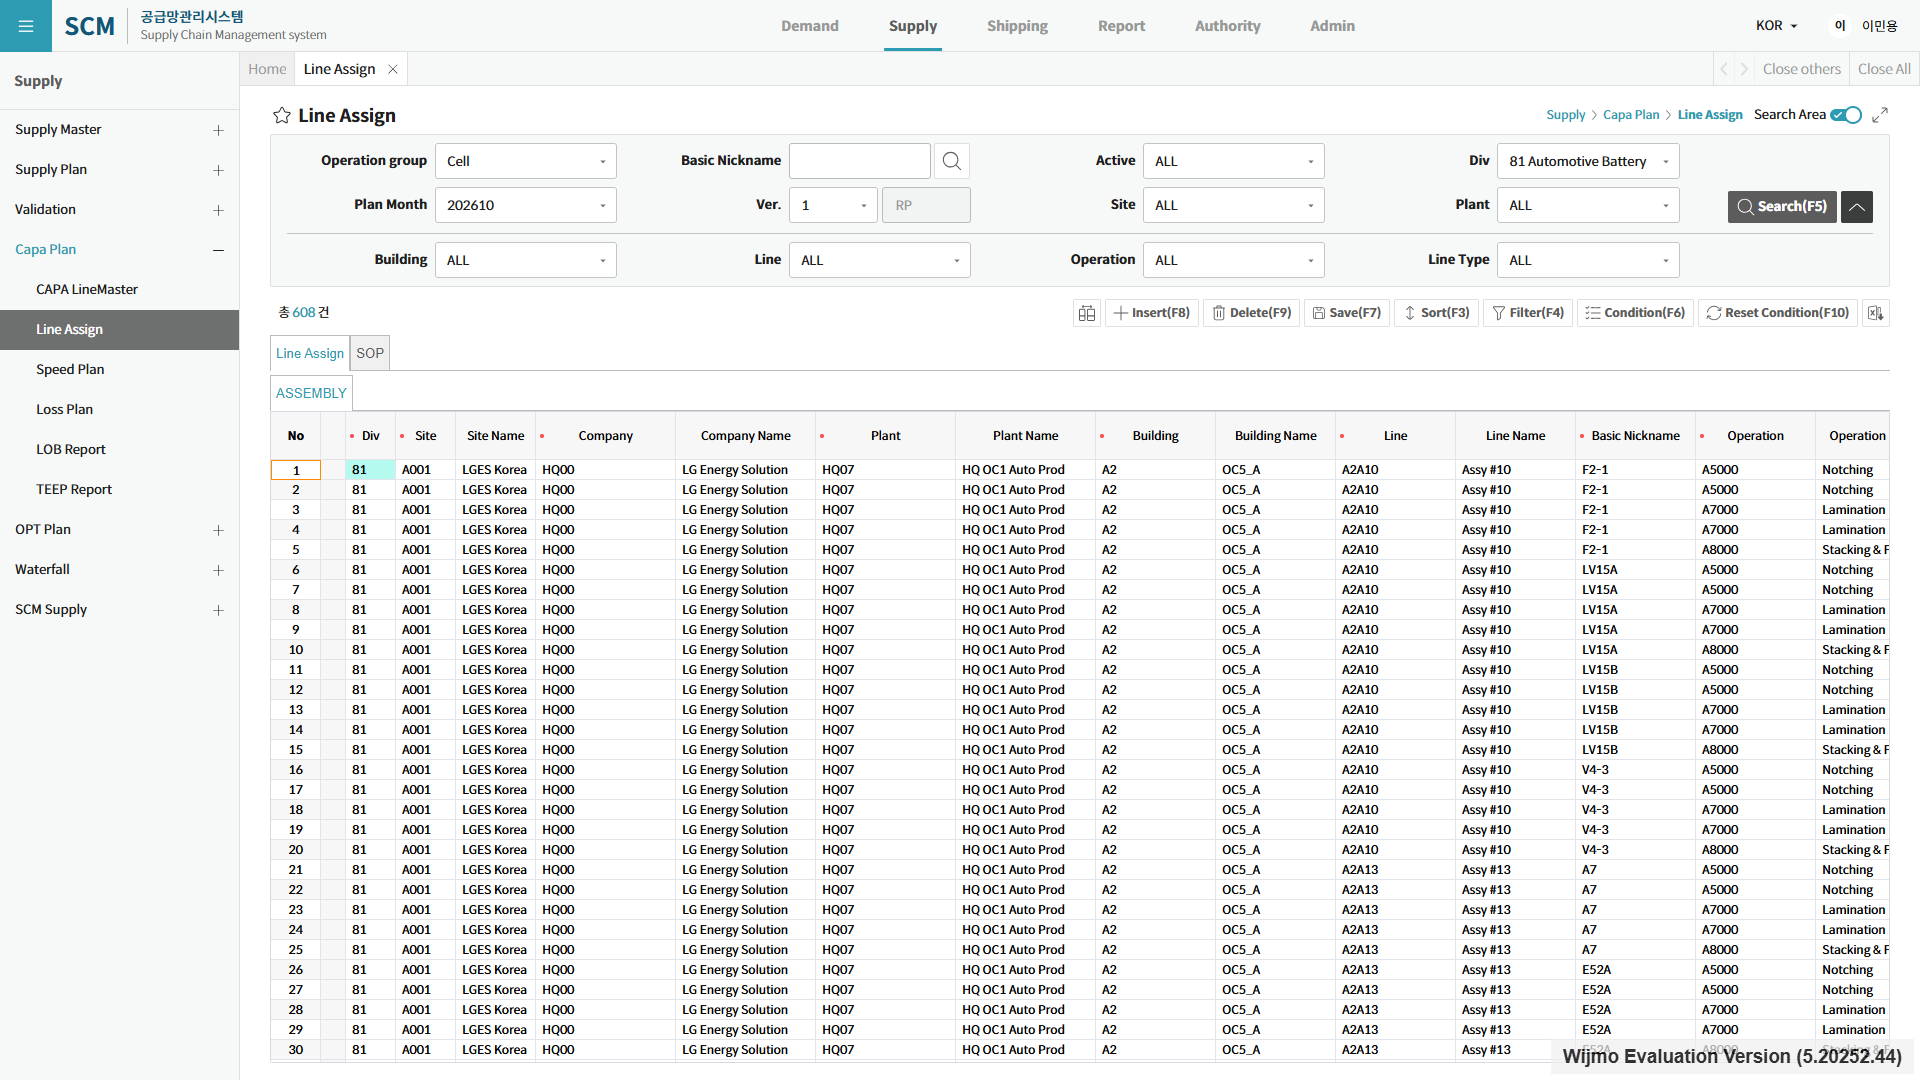 SCM 공급망관리시스템 Supply Chain Management system
Demand Supply Shipping Report Authority Admin
KOR 이 이민용
Supply
Home Line Assign
Close others Close All
Supply Master
Supply Plan
Validation
Capa Plan
CAPA LineMaster
Line Assign
Speed Plan
Loss Plan
LOB Report
TEEP Report
OPT Plan
Waterfall
SCM Supply
Line Assign
Supply > Capa Plan > Line Assign Search Area
Operation group Cell Basic Nickname Active ALL Div 81 Automotive Battery
Plan Month 202610 Ver. 1 RP Site ALL Plant ALL Search(F5)
Building ALL Line ALL Operation ALL Line Type ALL
총 608 건
Insert(F8) Delete(F9) Save(F7) Sort(F3) Filter(F4) Condition(F6) Reset Condition(F10)
Line Assign SOP
ASSEMBLY
No Div Site Site Name Company Company Name Plant Plant Name Building Building Name Line Line Name Basic Nickname Operation Operation
1 81 A001 LGES Korea HQ00 LG Energy Solution HQ07 HQ OC1 Auto Prod A2 OC5_A A2A10 Assy #10 F2-1 A5000 Notching
2 81 A001 LGES Korea HQ00 LG Energy Solution HQ07 HQ OC1 Auto Prod A2 OC5_A A2A10 Assy #10 F2-1 A5000 Notching
3 81 A001 LGES Korea HQ00 LG Energy Solution HQ07 HQ OC1 Auto Prod A2 OC5_A A2A10 Assy #10 F2-1 A7000 Lamination
4 81 A001 LGES Korea HQ00 LG Energy Solution HQ07 HQ OC1 Auto Prod A2 OC5_A A2A10 Assy #10 F2-1 A7000 Lamination
5 81 A001 LGES Korea HQ00 LG Energy Solution HQ07 HQ OC1 Auto Prod A2 OC5_A A2A10 Assy #10 F2-1 A8000 Stacking & F
6 81 A001 LGES Korea HQ00 LG Energy Solution HQ07 HQ OC1 Auto Prod A2 OC5_A A2A10 Assy #10 LV15A A5000 Notching
7 81 A001 LGES Korea HQ00 LG Energy Solution HQ07 HQ OC1 Auto Prod A2 OC5_A A2A10 Assy #10 LV15A A5000 Notching
8 81 A001 LGES Korea HQ00 LG Energy Solution HQ07 HQ OC1 Auto Prod A2 OC5_A A2A10 Assy #10 LV15A A7000 Lamination
9 81 A001 LGES Korea HQ00 LG Energy Solution HQ07 HQ OC1 Auto Prod A2 OC5_A A2A10 Assy #10 LV15A A7000 Lamination
10 81 A001 LGES Korea HQ00 LG Energy Solution HQ07 HQ OC1 Auto Prod A2 OC5_A A2A10 Assy #10 LV15A A8000 Stacking & F
11 81 A001 LGES Korea HQ00 LG Energy Solution HQ07 HQ OC1 Auto Prod A2 OC5_A A2A10 Assy #10 LV15B A5000 Notching
12 81 A001 LGES Korea HQ00 LG Energy Solution HQ07 HQ OC1 Auto Prod A2 OC5_A A2A10 Assy #10 LV15B A5000 Notching
13 81 A001 LGES Korea HQ00 LG Energy Solution HQ07 HQ OC1 Auto Prod A2 OC5_A A2A10 Assy #10 LV15B A7000 Lamination
14 81 A001 LGES Korea HQ00 LG Energy Solution HQ07 HQ OC1 Auto Prod A2 OC5_A A2A10 Assy #10 LV15B A7000 Lamination
15 81 A001 LGES Korea HQ00 LG Energy Solution HQ07 HQ OC1 Auto Prod A2 OC5_A A2A10 Assy #10 LV15B A8000 Stacking & F
16 81 A001 LGES Korea HQ00 LG Energy Solution HQ07 HQ OC1 Auto Prod A2 OC5_A A2A10 Assy #10 V4-3 A5000 Notching
17 81 A001 LGES Korea HQ00 LG Energy Solution HQ07 HQ OC1 Auto Prod A2 OC5_A A2A10 Assy #10 V4-3 A5000 Notching
18 81 A001 LGES Korea HQ00 LG Energy Solution HQ07 HQ OC1 Auto Prod A2 OC5_A A2A10 Assy #10 V4-3 A7000 Lamination
19 81 A001 LGES Korea HQ00 LG Energy Solution HQ07 HQ OC1 Auto Prod A2 OC5_A A2A10 Assy #10 V4-3 A7000 Lamination
20 81 A001 LGES Korea HQ00 LG Energy Solution HQ07 HQ OC1 Auto Prod A2 OC5_A A2A10 Assy #10 V4-3 A8000 Stacking & F
21 81 A001 LGES Korea HQ00 LG Energy Solution HQ07 HQ OC1 Auto Prod A2 OC5_A A2A13 Assy #13 A7 A5000 Notching
22 81 A001 LGES Korea HQ00 LG Energy Solution HQ07 HQ OC1 Auto Prod A2 OC5_A A2A13 Assy #13 A7 A5000 Notching
23 81 A001 LGES Korea HQ00 LG Energy Solution HQ07 HQ OC1 Auto Prod A2 OC5_A A2A13 Assy #13 A7 A7000 Lamination
24 81 A001 LGES Korea HQ00 LG Energy Solution HQ07 HQ OC1 Auto Prod A2 OC5_A A2A13 Assy #13 A7 A7000 Lamination
25 81 A001 LGES Korea HQ00 LG Energy Solution HQ07 HQ OC1 Auto Prod A2 OC5_A A2A13 Assy #13 A7 A8000 Stacking & F
26 81 A001 LGES Korea HQ00 LG Energy Solution HQ07 HQ OC1 Auto Prod A2 OC5_A A2A13 Assy #13 E52A A5000 Notching
27 81 A001 LGES Korea HQ00 LG Energy Solution HQ07 HQ OC1 Auto Prod A2 OC5_A A2A13 Assy #13 E52A A5000 Notching
28 81 A001 LGES Korea HQ00 LG Energy Solution HQ07 HQ OC1 Auto Prod A2 OC5_A A2A13 Assy #13 E52A A7000 Lamination
29 81 A001 LGES Korea HQ00 LG Energy Solution HQ07 HQ OC1 Auto Prod A2 OC5_A A2A13 Assy #13 E52A A7000 Lamination
30 81 A001 LGES Korea HQ00 LG Energy Solution HQ07 HQ OC1 Auto Prod A2 OC5_A A2A13 Assy #13
Wijmo Evaluation Version (5.20252.44)